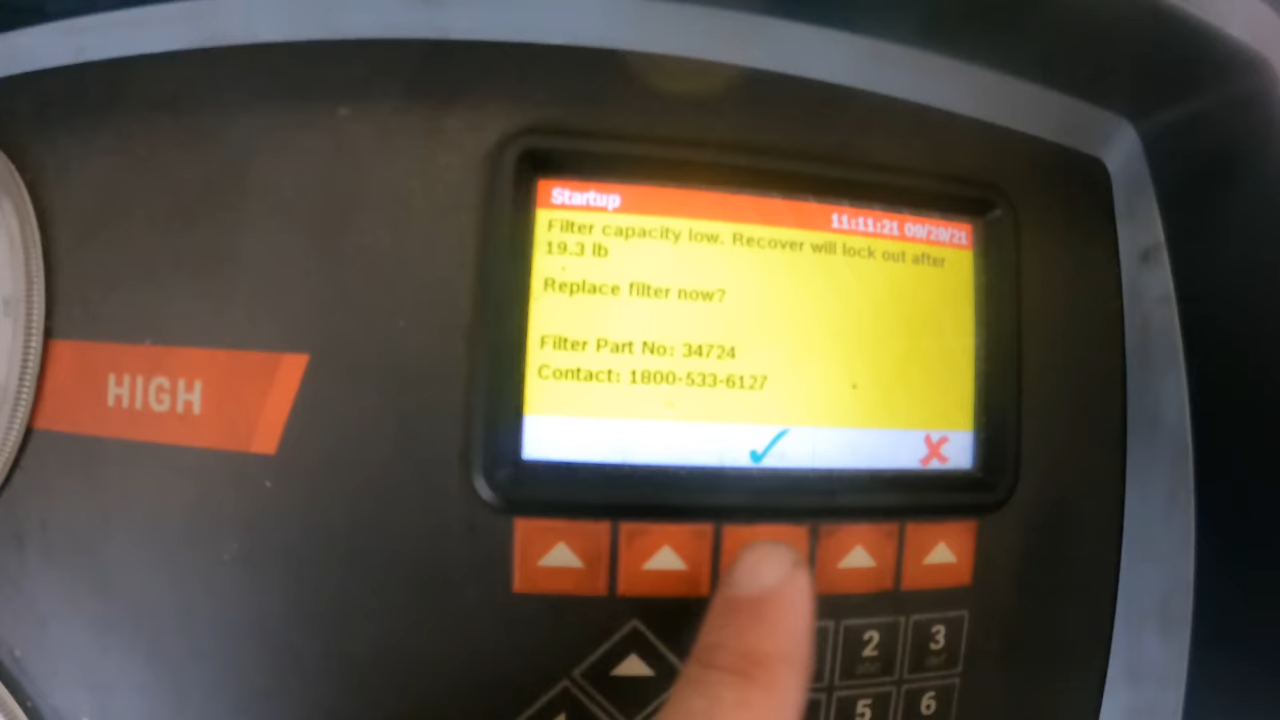 Startup
11:11:21 09/29/21
Filter capacity low. Recover will lock out after
19.3 lb
Replace filter now?
Filter Part No: 34724
Contact: 1800-533-6127
HIGH
2
3
5
6